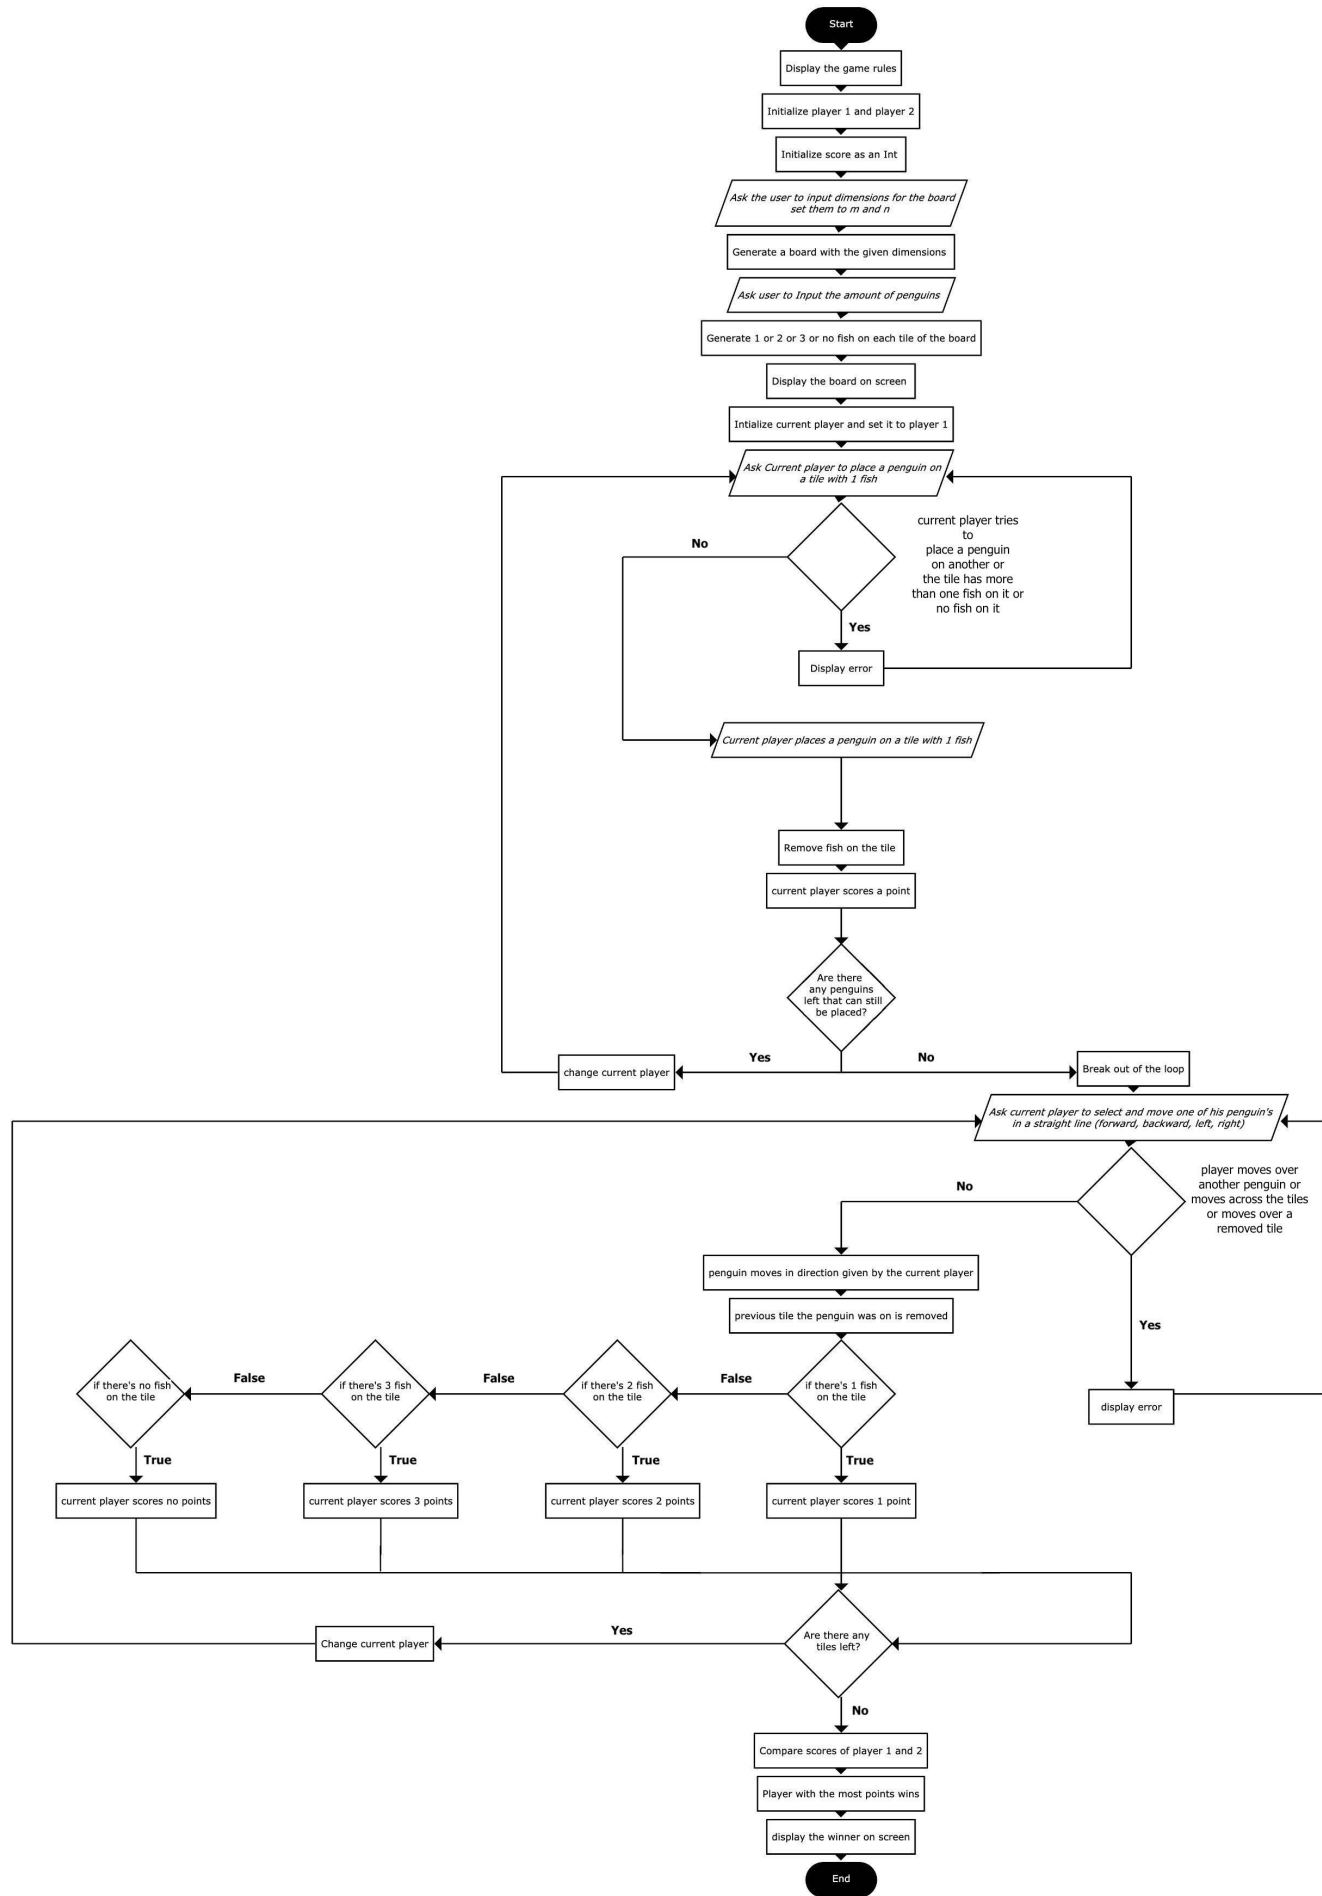 Start
Display the game rules
Initialize player 1 and player 2
Initialize score as an Int
Ask the user to input dimensions for the board
set them to m and n
Generate a board with the given dimensions
Ask user to Input the amount of penguins
Generate 1 or 2 or 3 or no fish on each tile of the board
Display the board on screen
Intialize current player and set it to player 1
Ask Current player to place a penguin on
a tile with 1 fish
current player tries
to
place a penguin
on another or
the tile has more
than one fish on it or
no fish on it
No
Yes
Display error
Current player places a penguin on a tile with 1 fish
Remove fish on the tile
current player scores a point
Are there
any penguins
left that can still
be placed?
Yes
No
change current player
Break out of the loop
Ask current player to select and move one of his penguin's
in a straight line (forward, backward, left, right)
player moves over
another penguin or
moves across the tiles
or moves over a
removed tile
No
penguin moves in direction given by the current player
previous tile the penguin was on is removed
Yes
display error
if there's 1 fish
on the tile
False
if there's 2 fish
on the tile
False
if there's 3 fish
on the tile
False
if there's no fish
on the tile
True
True
True
True
current player scores no points
current player scores 3 points
current player scores 2 points
current player scores 1 point
Are there any
tiles left?
Yes
Change current player
No
Compare scores of player 1 and 2
Player with the most points wins
display the winner on screen
End